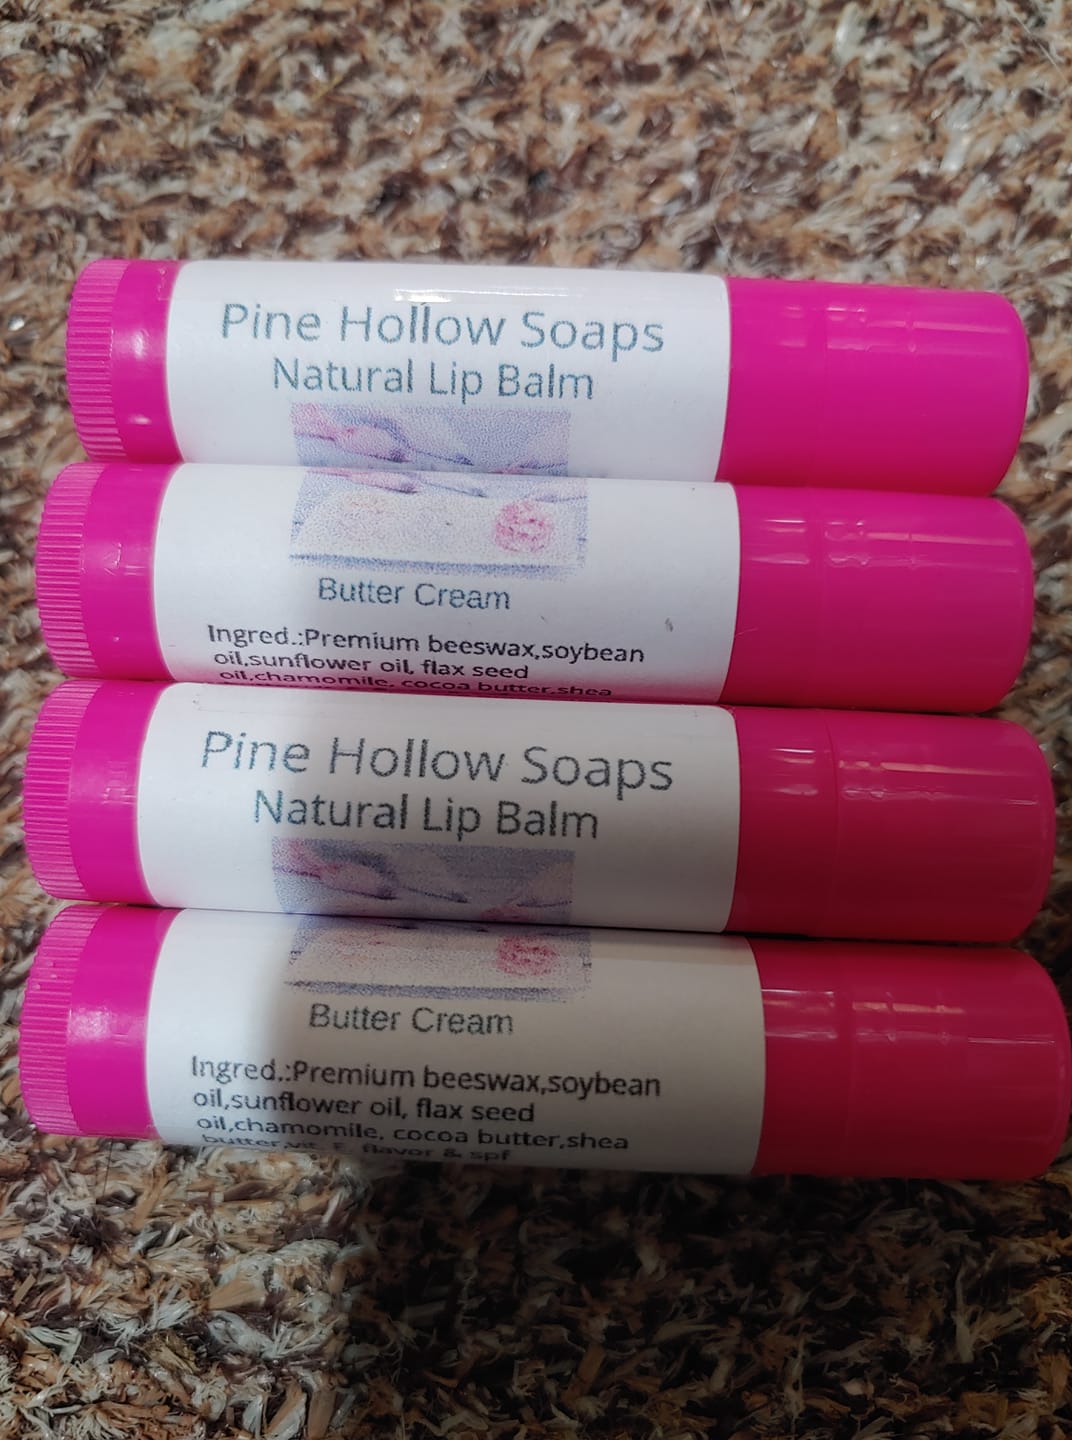 Pine Hollow Soaps
Natural Lip Balm
Butter Cream
Ingred.:Premium beeswax,soybean
oil,sunflower oil, flax seed
oil,chamomile, cocoa butter,shea
Pine Hollow Soaps
Natural Lip Balm
Butter Cream
Ingred.:Premium beeswax,soybean
oil,sunflower oil, flax seed
oil,chamomile, cocoa butter,shea
butter,vit. E, flavor & spf